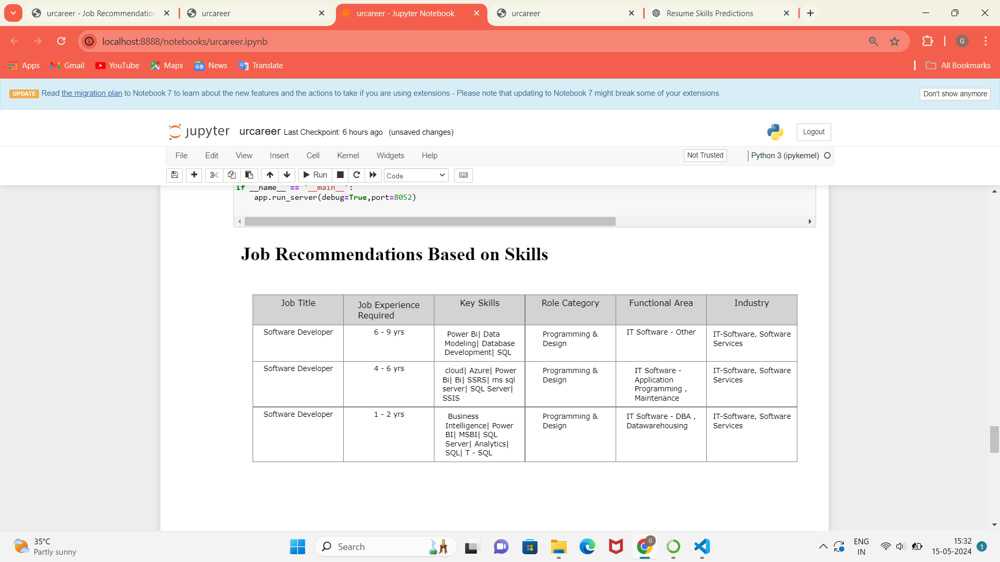 urcareer - Job Recommendation
urcareer
urcareer - Jupyter Notebook
urcareer
Resume Skills Predictions
localhost:8888/notebooks/urcareer.ipynb
G
Apps
Gmail
YouTube
Maps
News
Translate
All Bookmarks
UPDATE Read the migration plan to Notebook 7 to learn about the new features and the actions to take if you are using extensions - Please note that updating to Notebook 7 might break some of your extensions.
Don't show anymore
jupyter urcareer Last Checkpoint: 6 hours ago (unsaved changes)
Logout
File Edit View Insert Cell Kernel Widgets Help
Not Trusted
Python 3 (ipykernel)
Run
Code
if __name__ == '__main__':
app.run_server(debug=True,port=8052)
Job Recommendations Based on Skills
Job Title
Job Experience
Required
Key Skills
Role Category
Functional Area
Industry
Software Developer
6 - 9 yrs
Power Bi| Data
Modeling| Database
Development| SQL
Programming &
Design
IT Software - Other
IT-Software, Software
Services
Software Developer
4 - 6 yrs
cloud| Azure| Power
Bi| Bi| SSRS| ms sql
server| SQL Server|
SSIS
Programming &
Design
IT Software -
Application
Programming ,
Maintenance
IT-Software, Software
Services
Software Developer
1 - 2 yrs
Business
Intelligence| Power
BI| MSBI| SQL
Server| Analytics|
SQL| T - SQL
Programming &
Design
IT Software - DBA ,
Datawarehousing
IT-Software, Software
Services
35°C
Partly sunny
Search
G
ENG
IN
15:32
15-05-2024
1